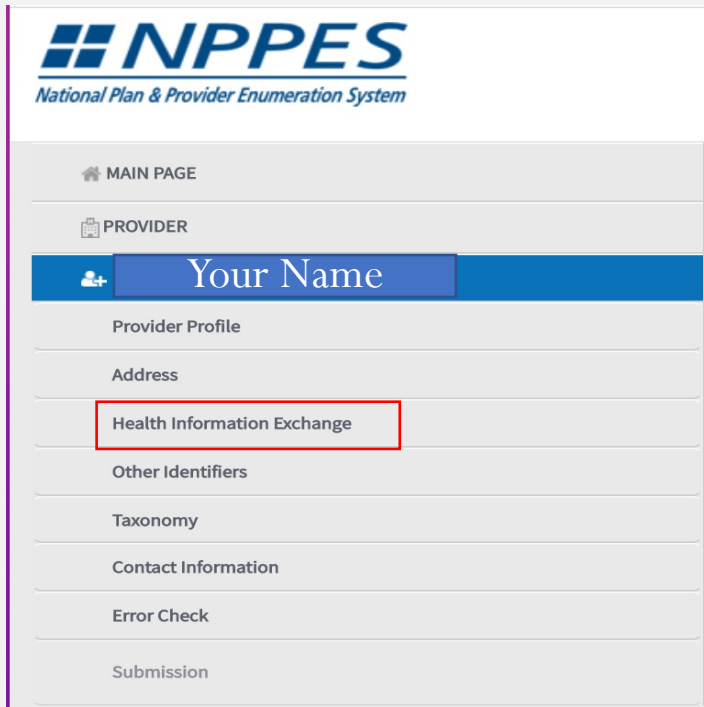 NPPES
National Plan & Provider Enumeration System
MAIN PAGE
PROVIDER
Your Name
Provider Profile
Address
Health Information Exchange
Other Identifiers
Taxonomy
Contact Information
Error Check
Submission